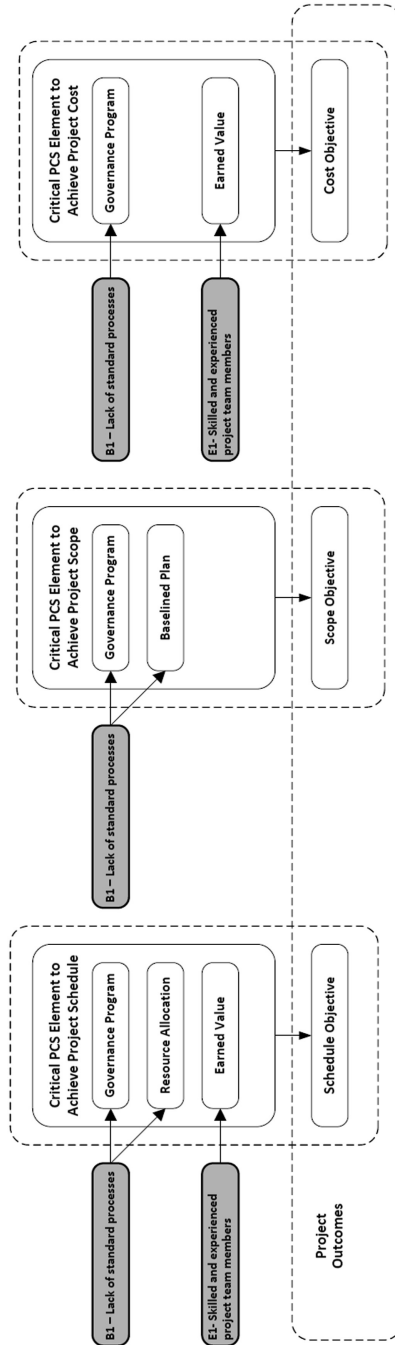 B1 – Lack of standard processes
E1- Skilled and experienced
project team members
Critical PCS Element to
Achieve Project Schedule
Governance Program
Resource Allocation
Earned Value
Schedule Objective
B1 – Lack of standard processes
Critical PCS Element to
Achieve Project Scope
Governance Program
Baselined Plan
Scope Objective
B1 – Lack of standard processes
E1- Skilled and experienced
project team members
Critical PCS Element to
Achieve Project Cost
Governance Program
Earned Value
Cost Objective
Project
Outcomes